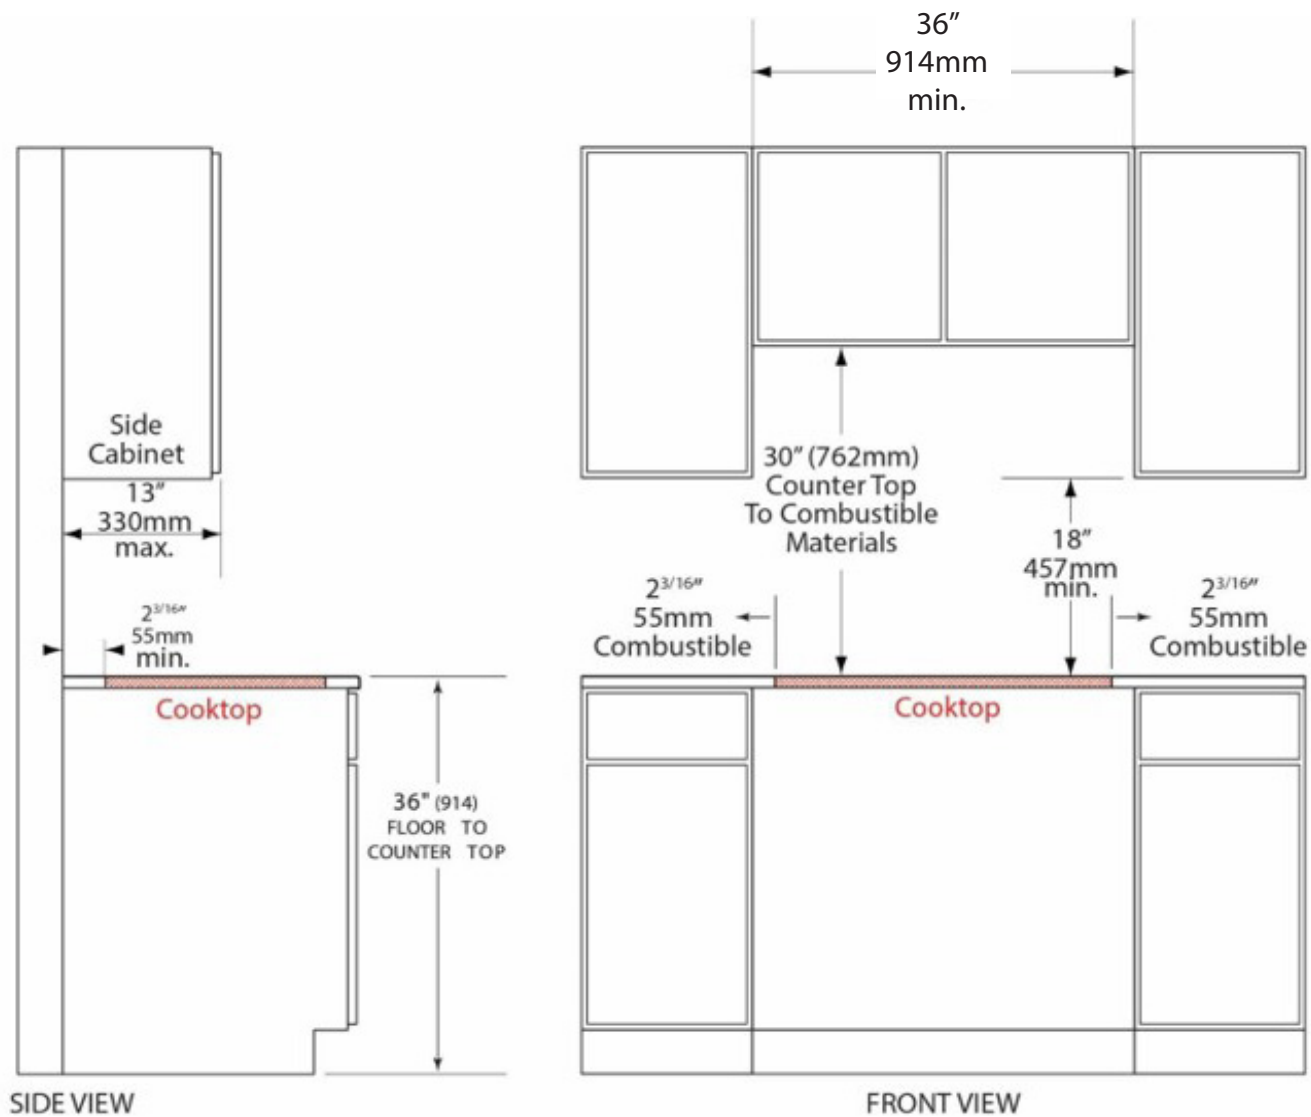 36"
914mm
min.
Side
Cabinet
13"
330mm
max.
2 3/16"
55mm
min.
Cooktop
36" (914)
FLOOR TO
COUNTER TOP
SIDE VIEW
30" (762mm)
Counter Top
To Combustible
Materials
18"
457mm
min.
2 3/16"
55mm
Combustible
2 3/16"
55mm
Combustible
Cooktop
FRONT VIEW